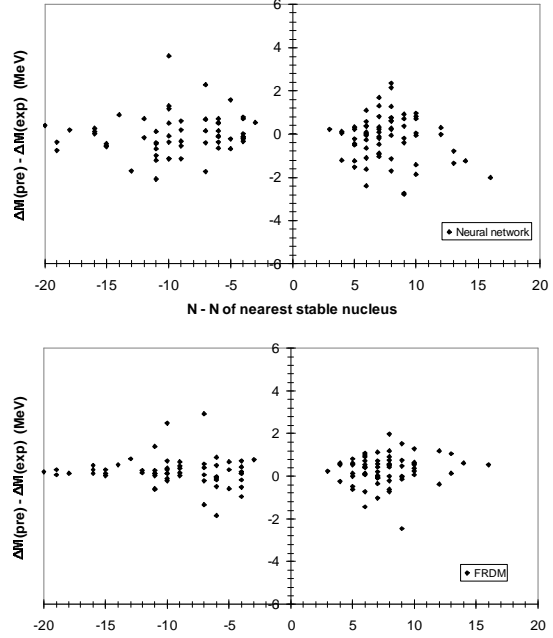 6
4
2
0
-2
-4
-6
-20 -15 -10 -5 0 5 10 15 20
ΔM(pre) - ΔM(exp) (MeV)
N - N of nearest stable nucleus
Neural network
6
4
2
0
-2
-4
-6
-20 -15 -10 -5 0 5 10 15 20
ΔM(pre) - ΔM(exp) (MeV)
FRDM